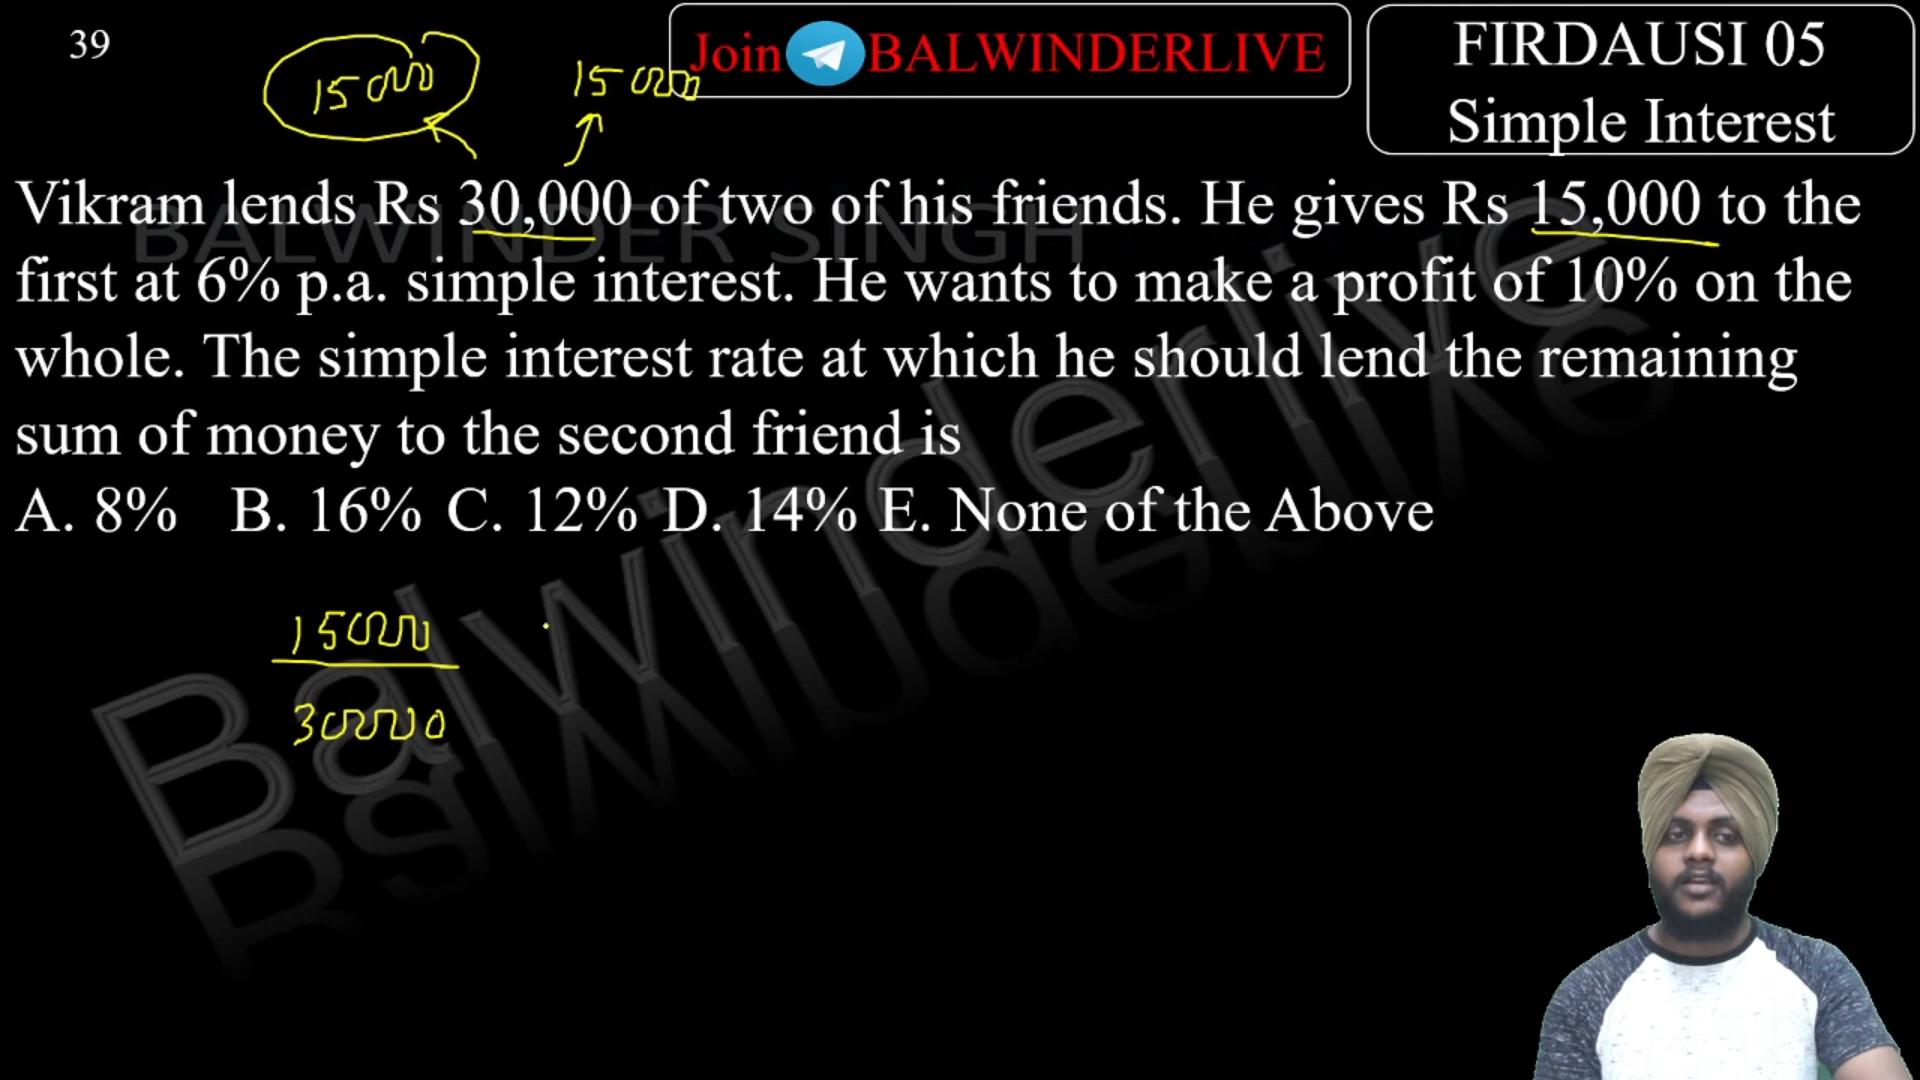 39
15000
15000
Join BALWINDERLIVE
FIRDAUSI 05
Simple Interest
Vikram lends Rs 30,000 of two of his friends. He gives Rs 15,000 to the
first at 6% p.a. simple interest. He wants to make a profit of 10% on the
whole. The simple interest rate at which he should lend the remaining
sum of money to the second friend is
A. 8% B. 16% C. 12% D. 14% E. None of the Above
15000
30000
BALWINDER SINGH
Balwinderlive